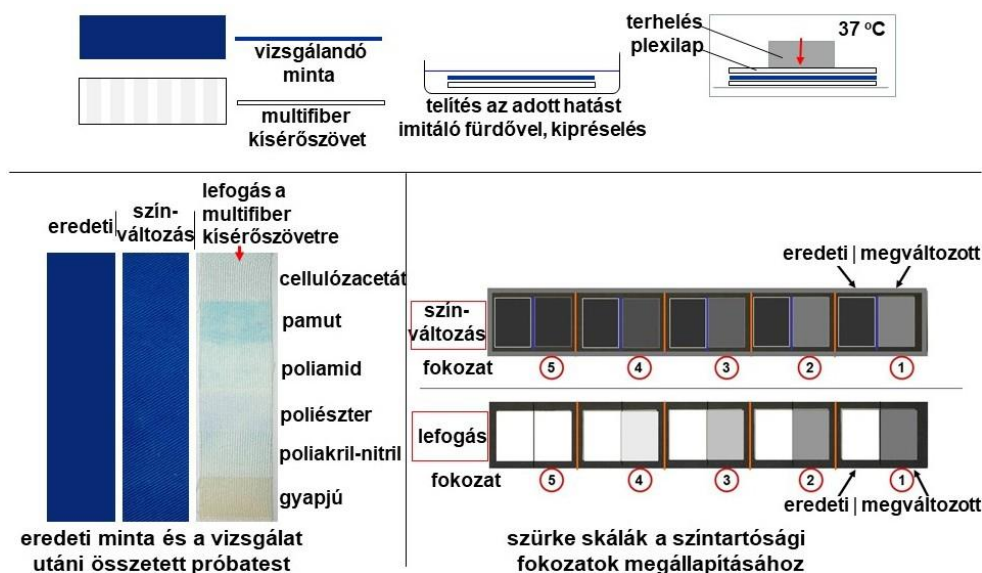 vizsgálandó
minta
multifiber
kísérőszövet
telítés az adott hatást
imitáló fürdővel, kipréselés
terhelés
plexilap
37 ºC
eredeti
szín-
változás
lefogás a
multifiber
kísérőszövetre
cellulózacetát
pamut
poliamid
poliészter
poliakril-nitril
gyapjú
eredeti minta és a vizsgálat
utáni összetett próbatest
eredeti | megváltozott
szín-
változás
fokozat 5 4 3 2 1
lefogás
fokozat 5 4 3 2 1
eredeti | megváltozott
szürke skálák a színtartósági
fokozatok megállapításához